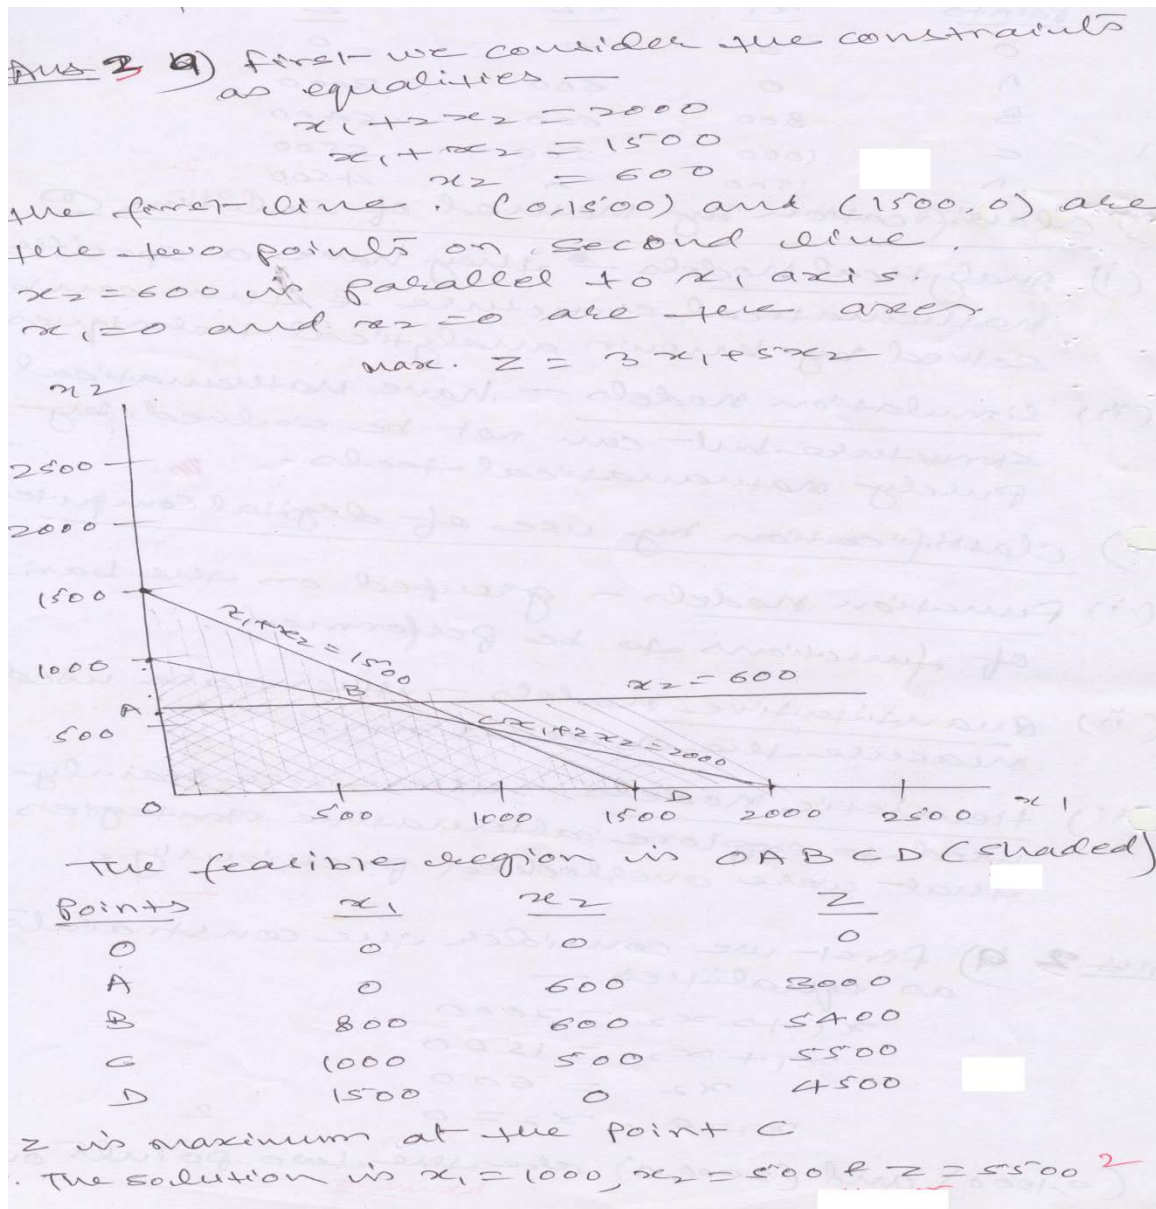 Ans 2 a) first we consider the constraints
as equalities —
x1 + 2x2 = 2000
x1 + x2 = 1500
x2 = 600
the first line. (0,1500) and (1500,0) are
the two points on second line.
x2 = 600 is parallel to x1 axis.
x1 = 0 and x2 = 0 are the axes
max. Z = 3x1 + 5x2
x2
2500
2000
1500
x1 + x2 = 1500
1000
B
x2 = 600
A
C x1 + 2x2 = 2000
500
O 500 1000 1500 D 2000 2500 x1
The feasible region is OABCD (shaded)
Points x1 x2 Z
O 0 0 0
A 0 600 3000
B 800 600 5400
C 1000 500 5500
D 1500 0 4500
Z is maximum at the point C
. The solution is x1 = 1000, x2 = 500 & Z = 5500 2